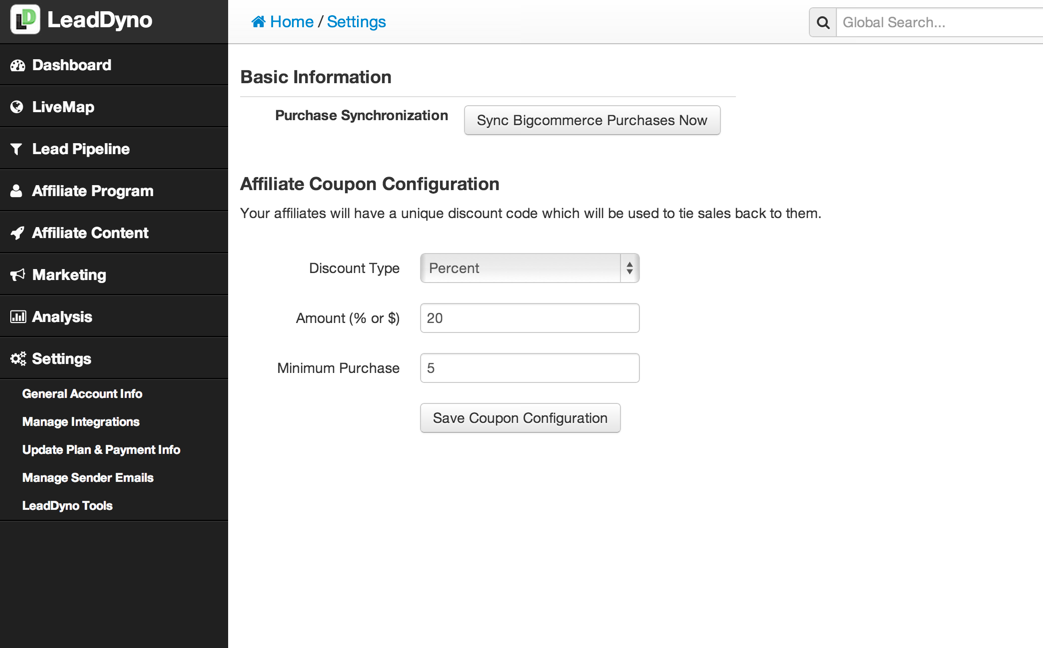 LeadDyno
Home / Settings
Global Search...
Dashboard
LiveMap
Lead Pipeline
Affiliate Program
Affiliate Content
Marketing
Analysis
Settings
General Account Info
Manage Integrations
Update Plan & Payment Info
Manage Sender Emails
LeadDyno Tools
Basic Information
Purchase Synchronization Sync Bigcommerce Purchases Now
Affiliate Coupon Configuration
Your affiliates will have a unique discount code which will be used to tie sales back to them.
Discount Type Percent
Amount (% or $) 20
Minimum Purchase 5
Save Coupon Configuration